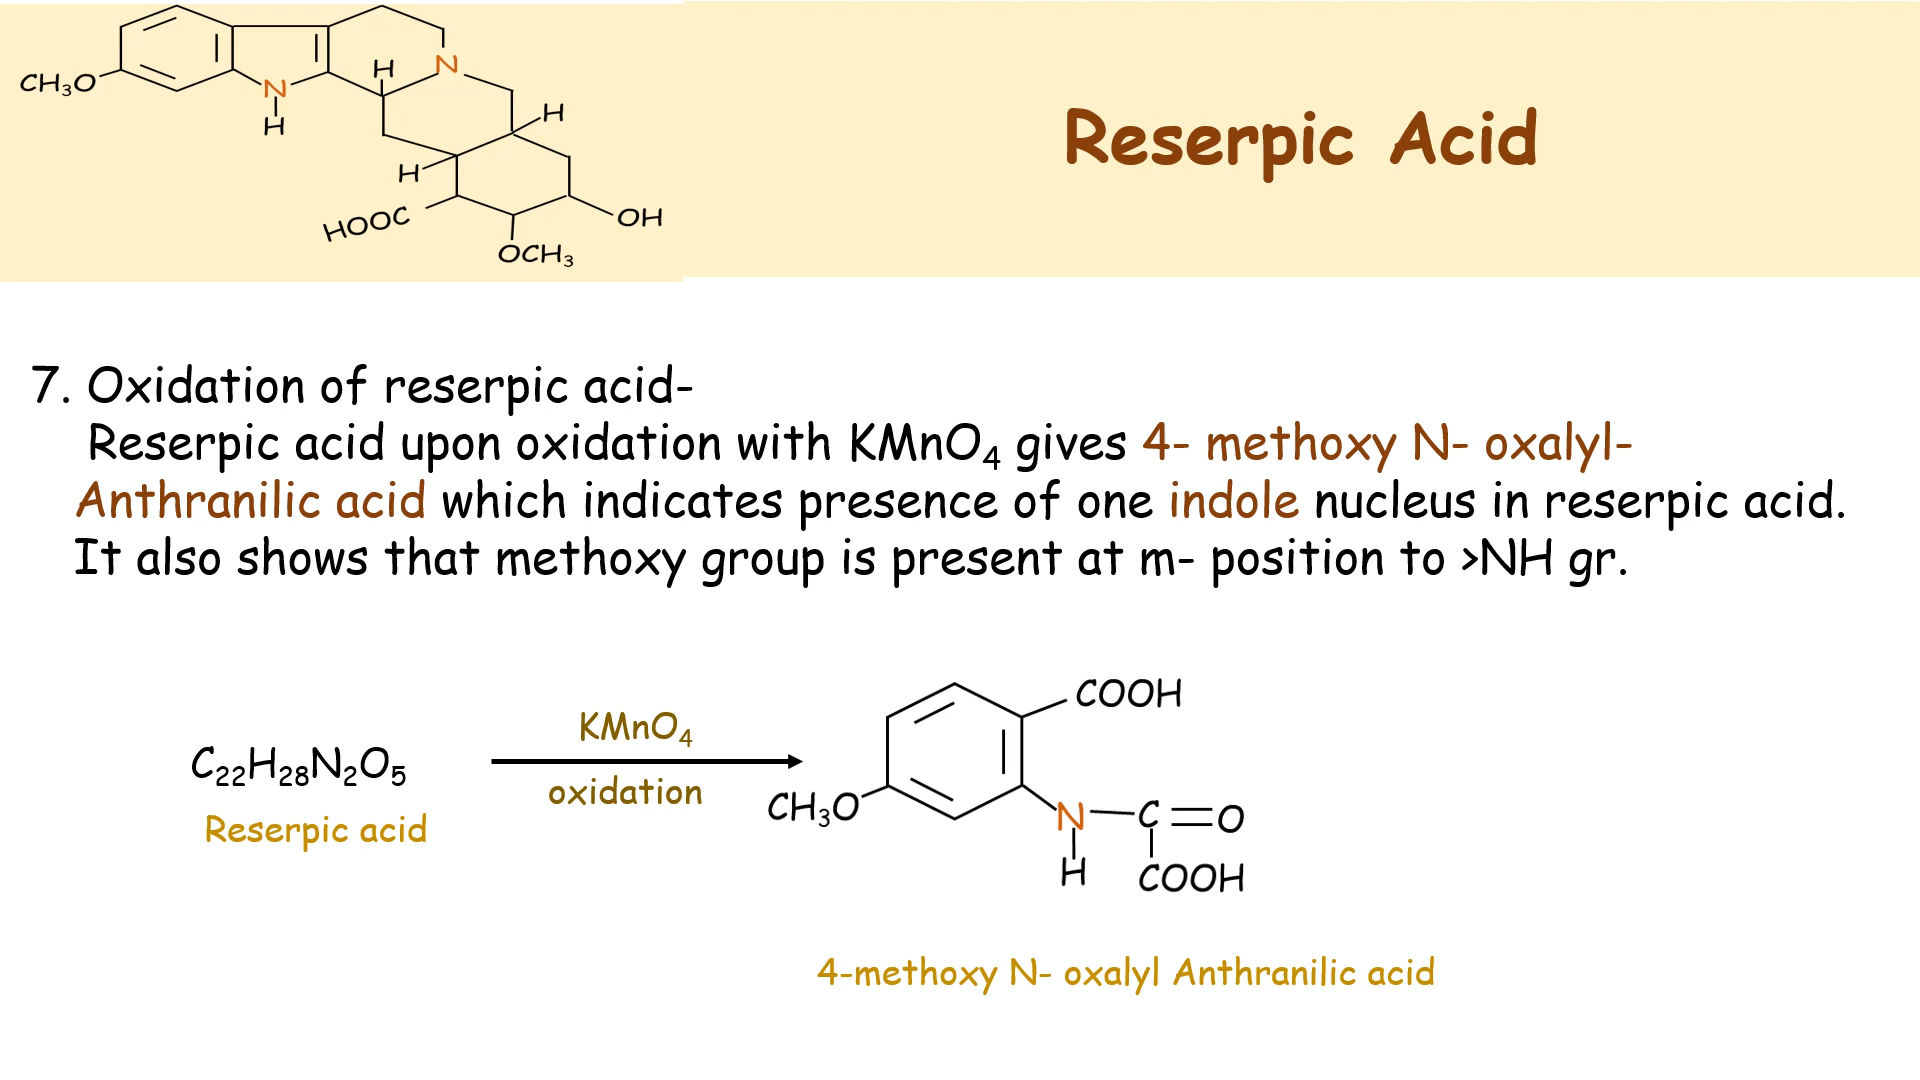 CH₃O
N
H
H
N
H
H
HOOC
OCH₃
OH
Reserpic Acid
7. Oxidation of reserpic acid-
Reserpic acid upon oxidation with KMnO₄ gives 4- methoxy N- oxalyl-
Anthranilic acid which indicates presence of one indole nucleus in reserpic acid.
It also shows that methoxy group is present at m- position to >NH gr.
C₂₂H₂₈N₂O₅
Reserpic acid
KMnO₄
oxidation
COOH
CH₃O
N
C
O
H
COOH
4-methoxy N- oxalyl Anthranilic acid